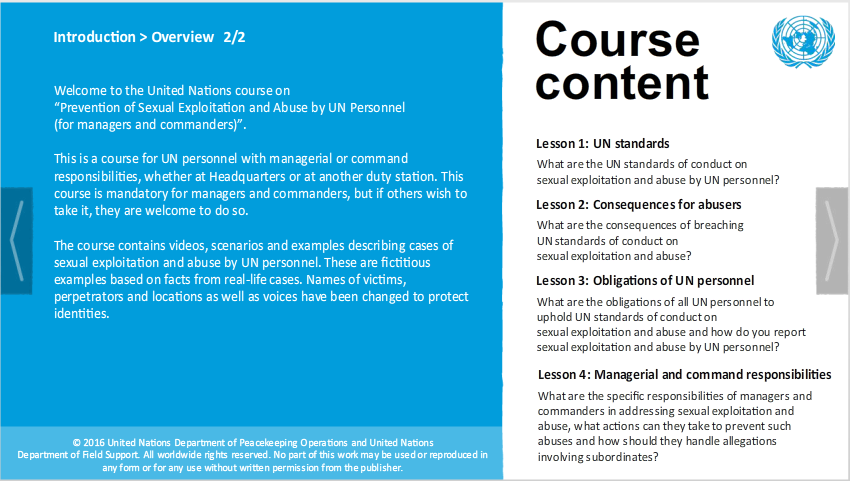 Introduction > Overview 2/2
Welcome to the United Nations course on
“Prevention of Sexual Exploitation and Abuse by UN Personnel
(for managers and commanders)”.
This is a course for UN personnel with managerial or command
responsibilities, whether at Headquarters or at another duty station. This
course is mandatory for managers and commanders, but if others wish to
take it, they are welcome to do so.
The course contains videos, scenarios and examples describing cases of
sexual exploitation and abuse by UN personnel. These are fictitious
examples based on facts from real-life cases. Names of victims,
perpetrators and locations as well as voices have been changed to protect
identities.
© 2016 United Nations Department of Peacekeeping Operations and United Nations
Department of Field Support. All worldwide rights reserved. No part of this work may be used or reproduced in
any form or for any use without written permission from the publisher.
Course
content
Lesson 1: UN standards
What are the UN standards of conduct on
sexual exploitation and abuse by UN personnel?
Lesson 2: Consequences for abusers
What are the consequences of breaching
UN standards of conduct on
sexual exploitation and abuse?
Lesson 3: Obligations of UN personnel
What are the obligations of all UN personnel to
uphold UN standards of conduct on
sexual exploitation and abuse and how do you report
sexual exploitation and abuse by UN personnel?
Lesson 4: Managerial and command responsibilities
What are the specific responsibilities of managers and
commanders in addressing sexual exploitation and
abuse, what actions can they take to prevent such
abuses and how should they handle allegations
involving subordinates?